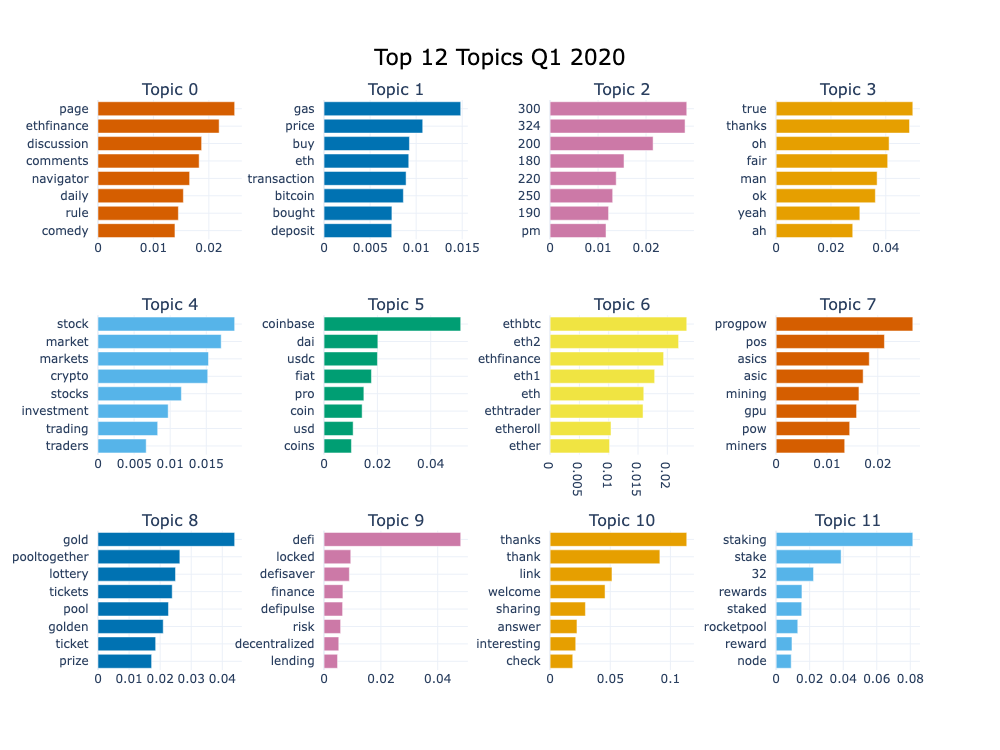 Top 12 Topics Q1 2020
Topic 0
page
ethfinance
discussion
comments
navigator
daily
rule
comedy
0 0.01 0.02
Topic 1
gas
price
buy
eth
transaction
bitcoin
bought
deposit
0 0.005 0.01 0.015
Topic 2
300
324
200
180
220
250
190
pm
0 0.01 0.02
Topic 3
true
thanks
oh
fair
man
ok
yeah
ah
0 0.02 0.04
Topic 4
stock
market
markets
crypto
stocks
investment
trading
traders
0 0.005 0.01 0.015
Topic 5
coinbase
dai
usdc
fiat
pro
coin
usd
coins
0 0.02 0.04
Topic 6
ethbtc
eth2
ethfinance
eth1
eth
ethtrader
etheroll
ether
0 0.005 0.01 0.015 0.02
Topic 7
progpow
pos
asics
asic
mining
gpu
pow
miners
0 0.01 0.02
Topic 8
gold
pooltogether
lottery
tickets
pool
golden
ticket
prize
0 0.01 0.02 0.03 0.04
Topic 9
defi
locked
defisaver
finance
defipulse
risk
decentralized
lending
0 0.02 0.04
Topic 10
thanks
thank
link
welcome
sharing
answer
interesting
check
0 0.05 0.1
Topic 11
staking
stake
32
rewards
staked
rocketpool
reward
node
0 0.02 0.04 0.06 0.08